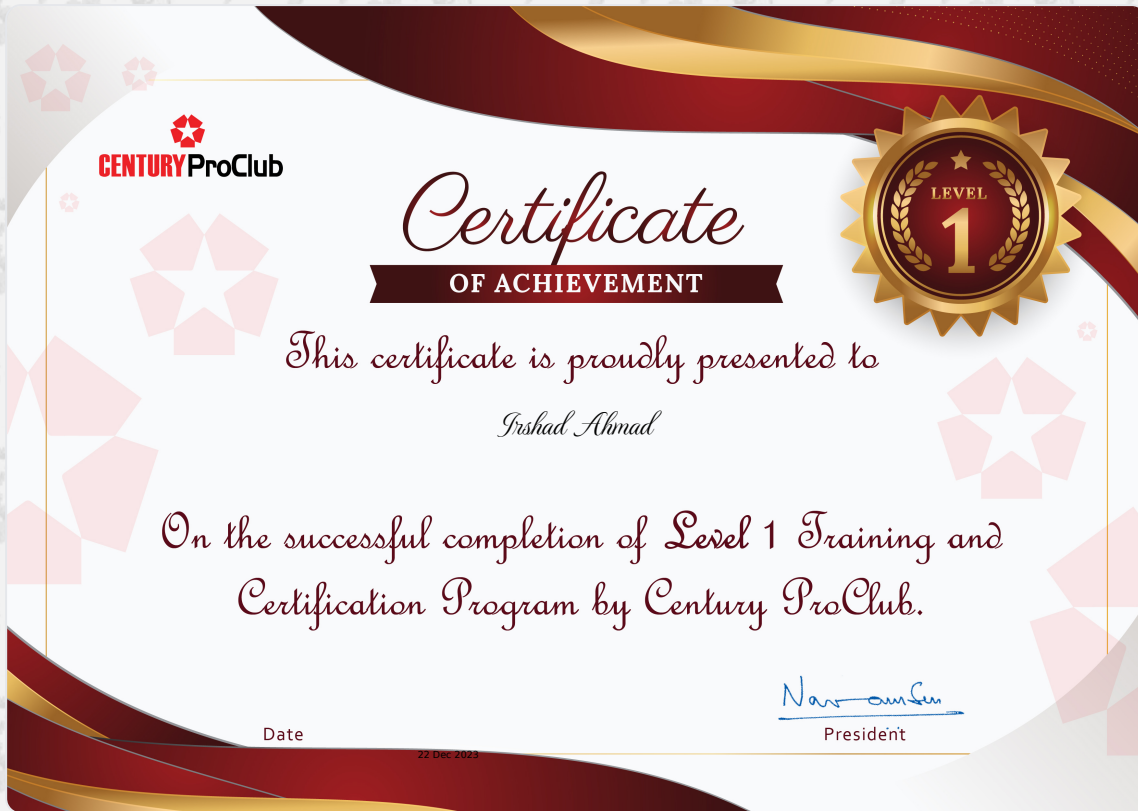 CENTURY ProClub
LEVEL
1
Certificate
OF ACHIEVEMENT
This certificate is proudly presented to
Irshad Ahmad
On the successful completion of Level 1 Training and
Certification Program by Century ProClub.
Date
22 Dec 2023
President